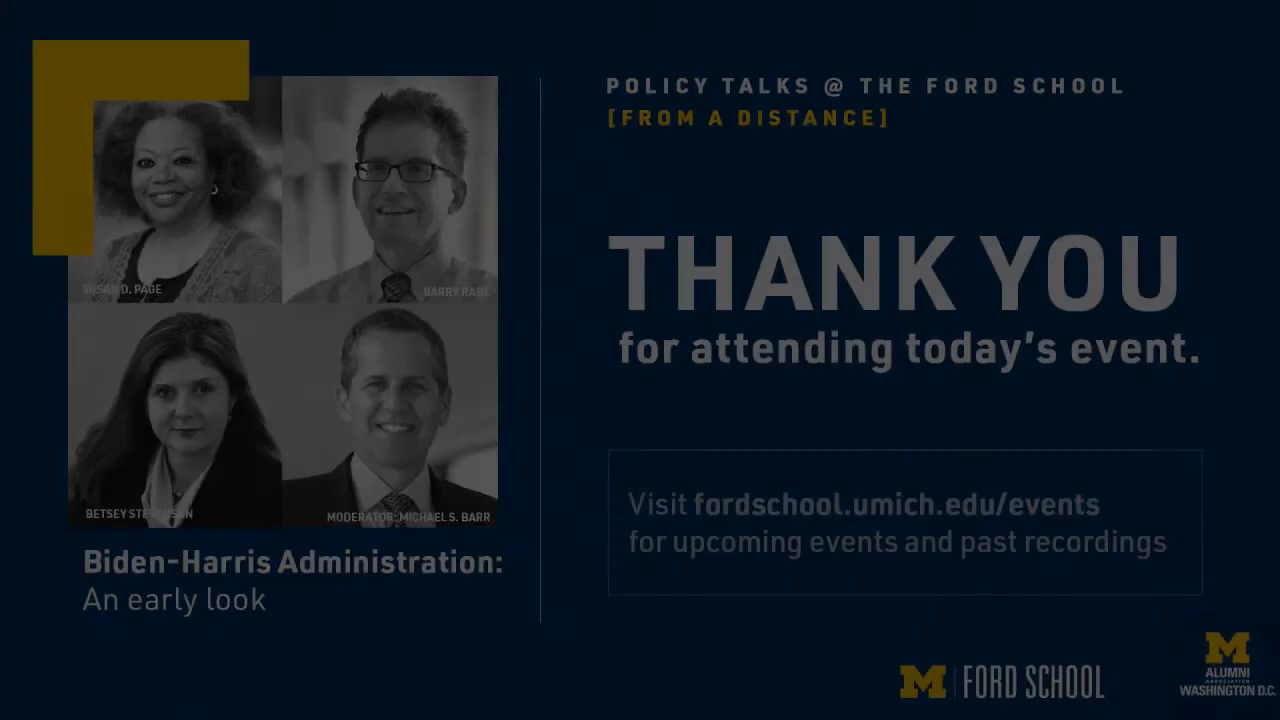 SUSAN D. PAGE
BARRY RABE
BETSEY STEVENSON
MODERATOR: MICHAEL S. BARR
Biden-Harris Administration:
An early look
POLICY TALKS @ THE FORD SCHOOL
[FROM A DISTANCE]
THANK YOU
for attending today's event.
Visit fordschool.umich.edu/events
for upcoming events and past recordings
M FORD SCHOOL
M
ALUMNI
ASSOCIATION
WASHINGTON D.C.